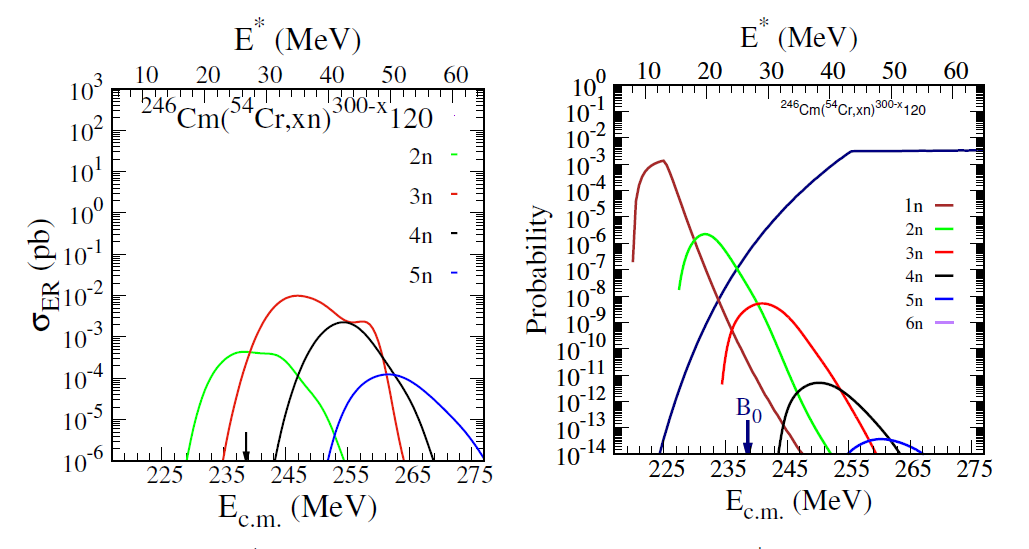 E* (MeV)
10 20 30 40 50 60
10^3
10^2
10^1
10^0
10^-1
10^-2
10^-3
10^-4
10^-5
10^-6
^246Cm(^54Cr,xn)^300-x120
2n
3n
4n
5n
σ_ER (pb)
225 235 245 255 265 275
E_c.m. (MeV)
E* (MeV)
10 20 30 40 50 60
10^0
10^-1
10^-2
10^-3
10^-4
10^-5
10^-6
10^-7
10^-8
10^-9
10^-10
10^-11
10^-12
10^-13
10^-14
^246Cm(^54Cr,xn)^300-x120
1n
2n
3n
4n
5n
6n
B_0
Probability
225 235 245 255 265 275
E_c.m. (MeV)